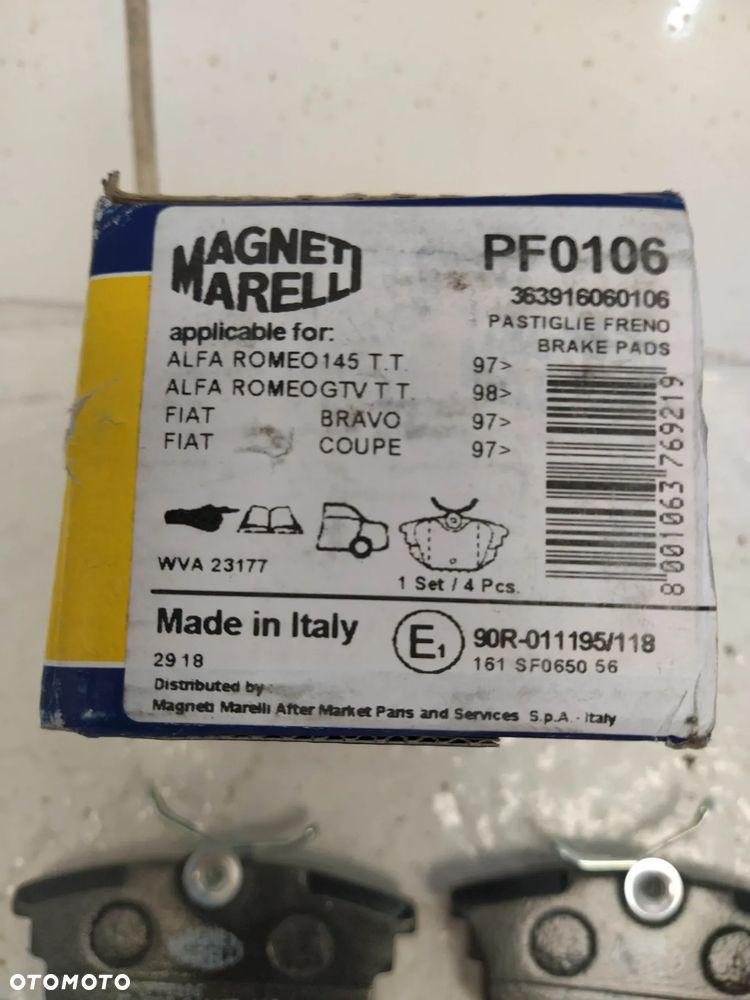 MAGNETI
MARELLI
PF0106
363916060106
PASTIGLIE FRENO
BRAKE PADS
applicable for:
ALFA ROMEO 145 T.T. 97>
ALFA ROMEO GTV T.T. 98>
FIAT BRAVO 97>
FIAT COUPE 97>
8 001063 769219
WVA 23177
1 Set / 4 Pcs.
Made in Italy
E1
90R-011195/118
161 SF0650 56
29 18
Distributed by
Magneti Marelli After Market Parts and Services S.p.A. - Italy
OTOMOTO